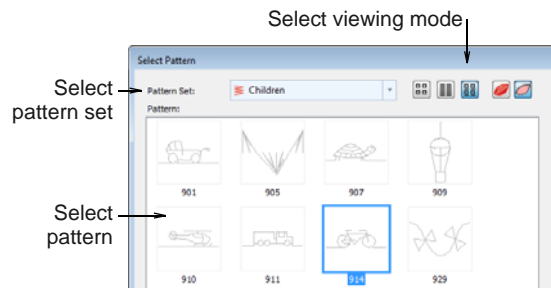 Select viewing mode
Select Pattern
Select
pattern set
Pattern Set:
Children
Pattern:
901
905
907
909
Select
pattern
910
911
914
929